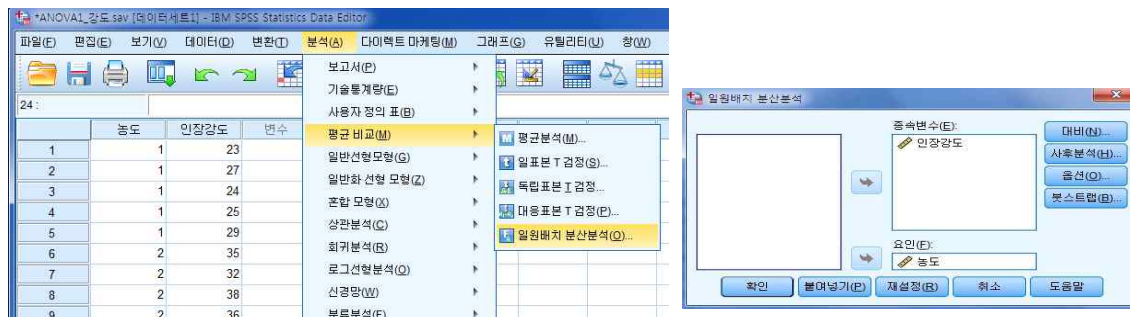 *ANOVA1_강도.sav [데이터세트1] - IBM SPSS Statistics Data Editor
파일(F) 편집(E) 보기(V) 데이터(D) 변환(T) 분석(A) 다이렉트 마케팅(M) 그래프(G) 유틸리티(U) 창(W)
24 :
농도 인장강도 변수
1 1 23
2 1 27
3 1 24
4 1 25
5 1 29
6 2 35
7 2 32
8 2 38
9 2 36
보고서(P)
기술통계량(E)
사용자 정의 표(B)
평균 비교(M)
일반선형모형(G)
일반화 선형 모형(Z)
혼합 모형(X)
상관분석(C)
회귀분석(R)
로그선형분석(O)
신경망(W)
분류분석(F)
평균분석(M)...
일표본 T 검정(S)...
독립표본 T 검정...
대응표본 T 검정(P)...
일원배치 분산분석(O)...
일원배치 분산분석
종속변수(E):
인장강도
요인(F):
농도
대비(N)...
사후분석(H)...
옵션(O)...
붓스트랩(B)...
확인 붙여넣기(P) 재설정(R) 취소 도움말